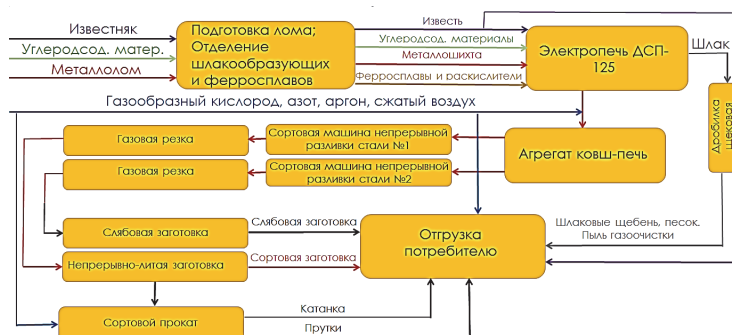 Известняк
Углеродсод. матер.
Металлолом
Подготовка лома;
Отделение
шлакообразующих
и ферросплавов
Известь
Углеродсод. материалы
Металлошихта
Ферросплавы и раскислители
Электропечь ДСП-
125
Шлак
Дробилка
щековая
Газообразный кислород, азот, аргон, сжатый воздух
Газовая резка
Сортовая машина непрерывной
разливки стали №1
Агрегат ковш-печь
Газовая резка
Сортовая машина непрерывной
разливки стали №2
Слябовая заготовка
Слябовая заготовка
Отгрузка
потребителю
Шлаковые щебень, песок.
Пыль газоочистки
Непрерывно-литая заготовка
Сортовая заготовка
Сортовой прокат
Катанка
Прутки